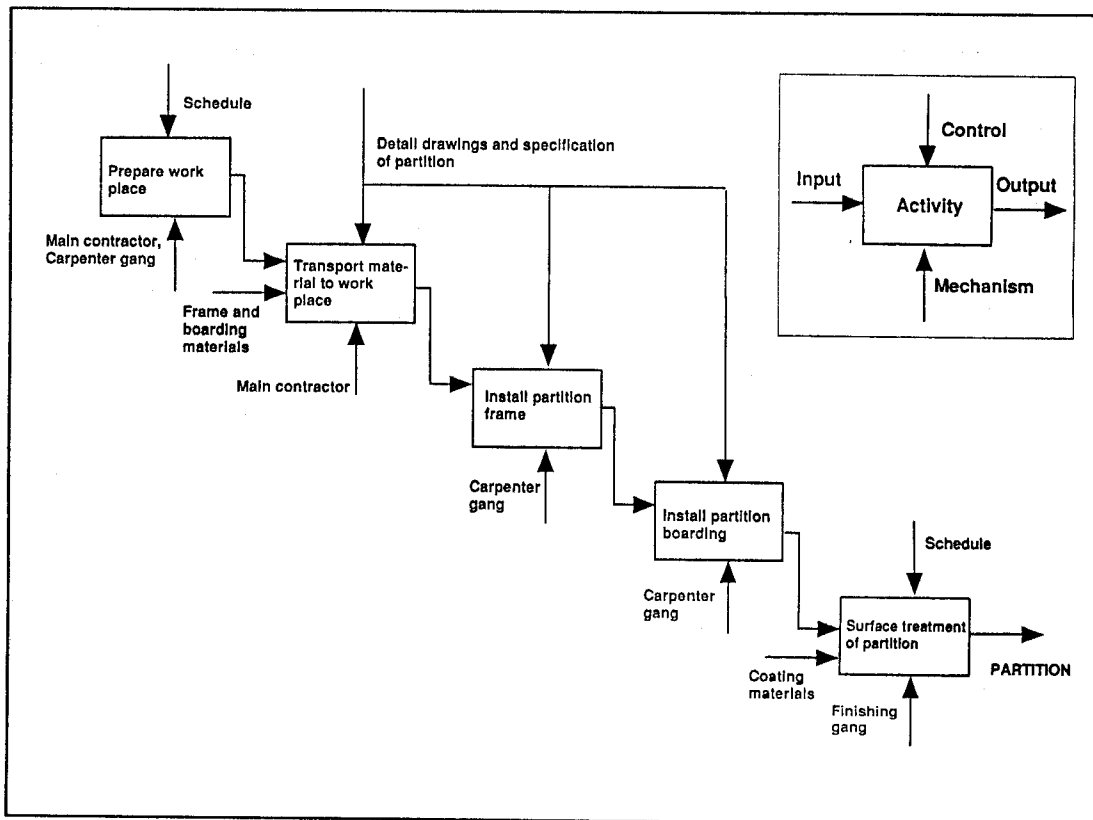 Schedule
Prepare work
place
Main contractor,
Carpenter gang
Detail drawings and specification
of partition
Transport mate-
rial to work
place
Frame and
boarding
materials
Main contractor
Install partition
frame
Carpenter
gang
Install partition
boarding
Carpenter
gang
Schedule
Surface treatment
of partition
Coating
materials
Finishing
gang
PARTITION
Control
Input
Activity
Output
Mechanism